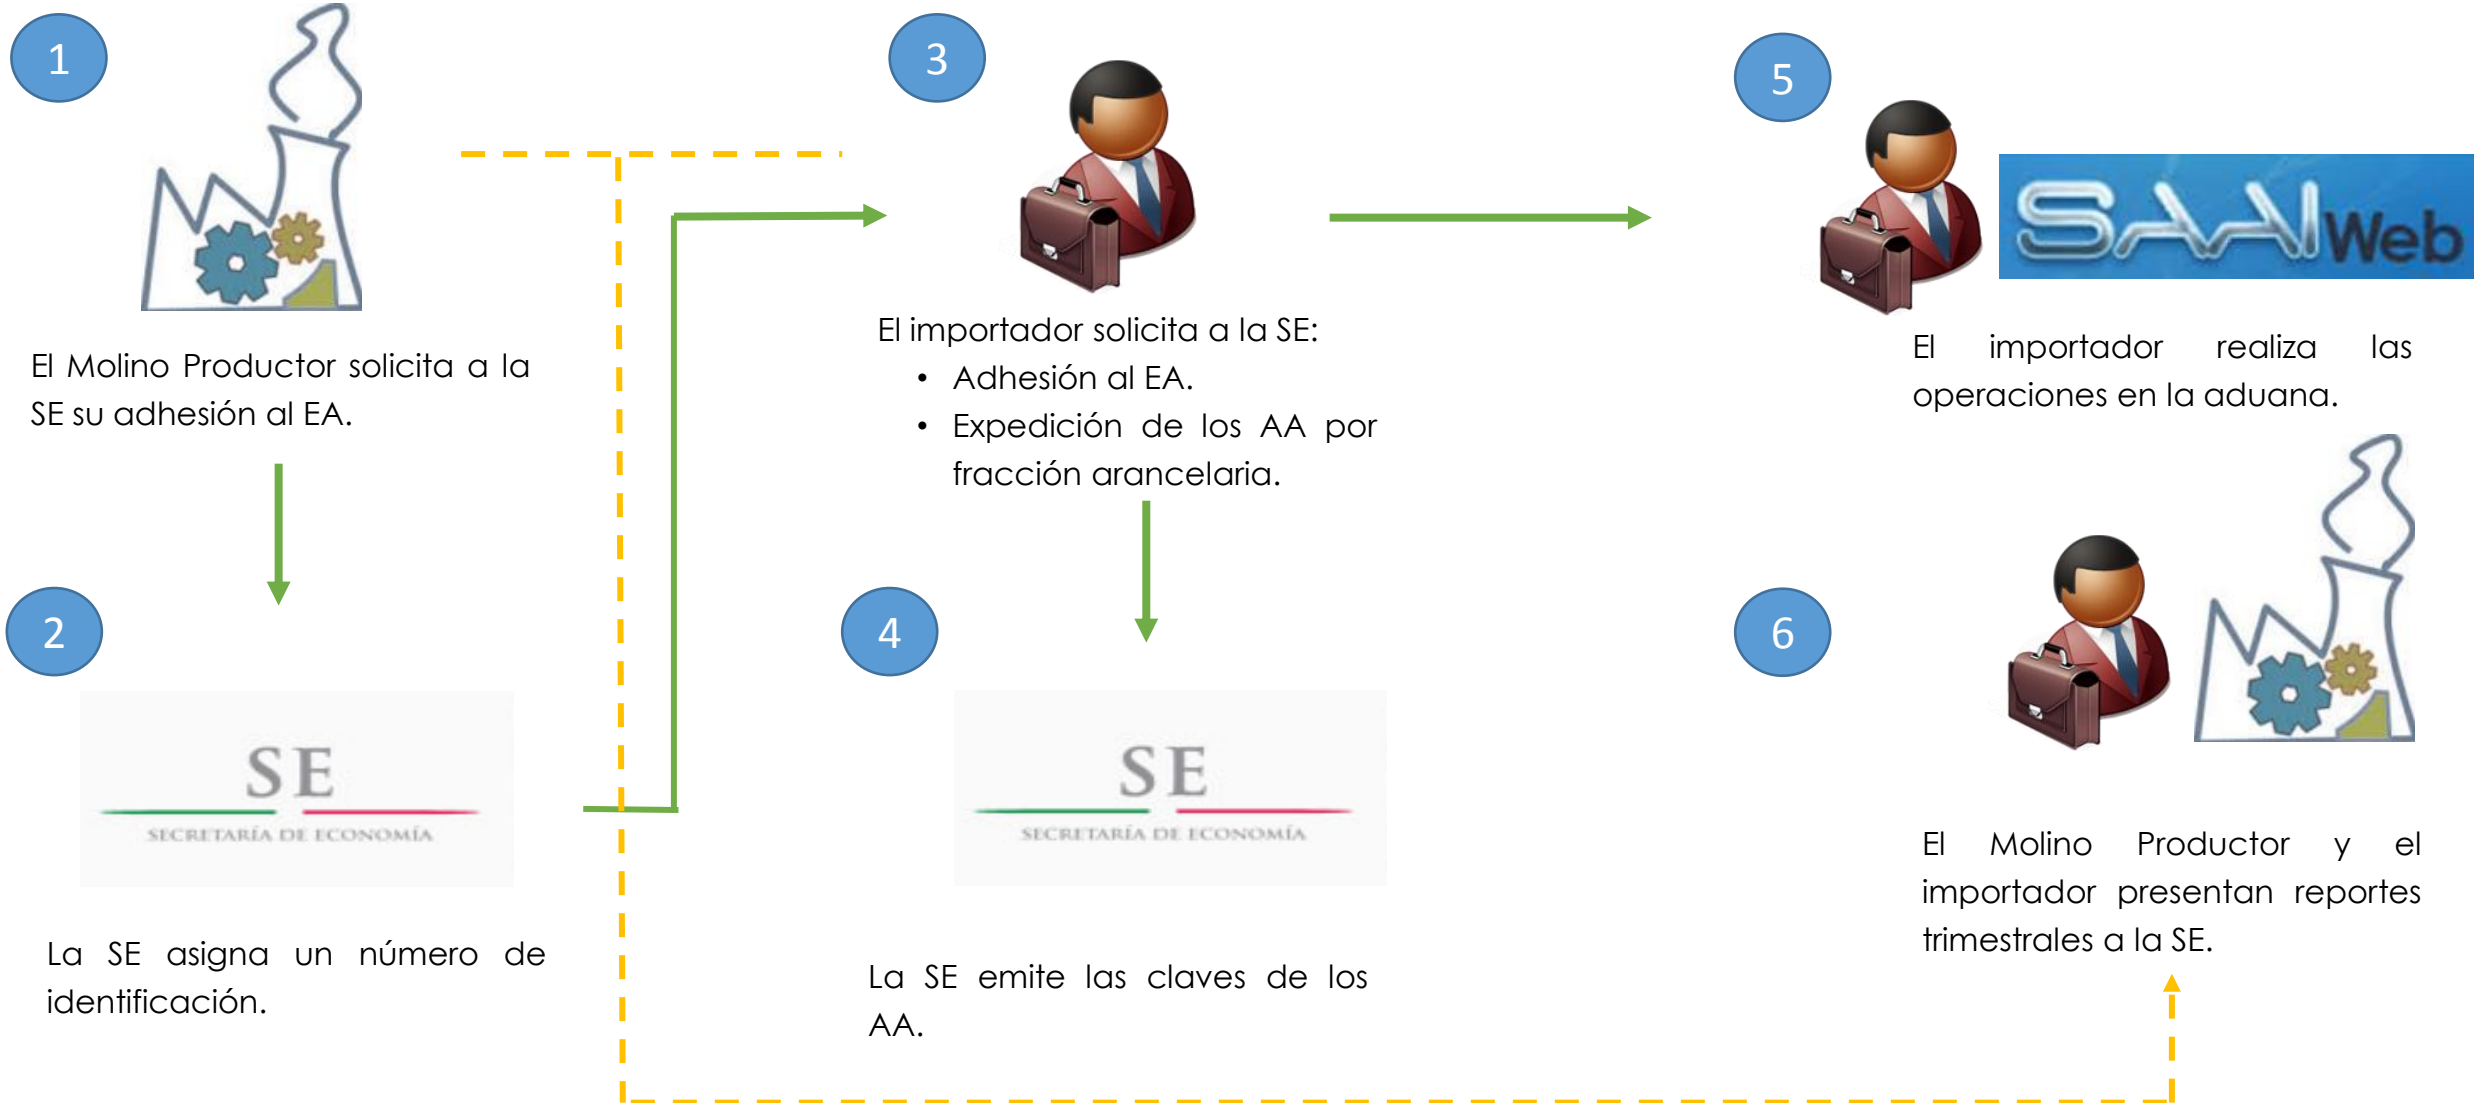 1
El Molino Productor solicita a la
SE su adhesión al EA.
2
SE
SECRETARÍA DE ECONOMÍA
La SE asigna un número de
identificación.
3
El importador solicita a la SE:
• Adhesión al EA.
• Expedición de los AA por
fracción arancelaria.
4
SE
SECRETARÍA DE ECONOMÍA
La SE emite las claves de los
AA.
5
SAAIWeb
El importador realiza las
operaciones en la aduana.
6
El Molino Productor y el
importador presentan reportes
trimestrales a la SE.